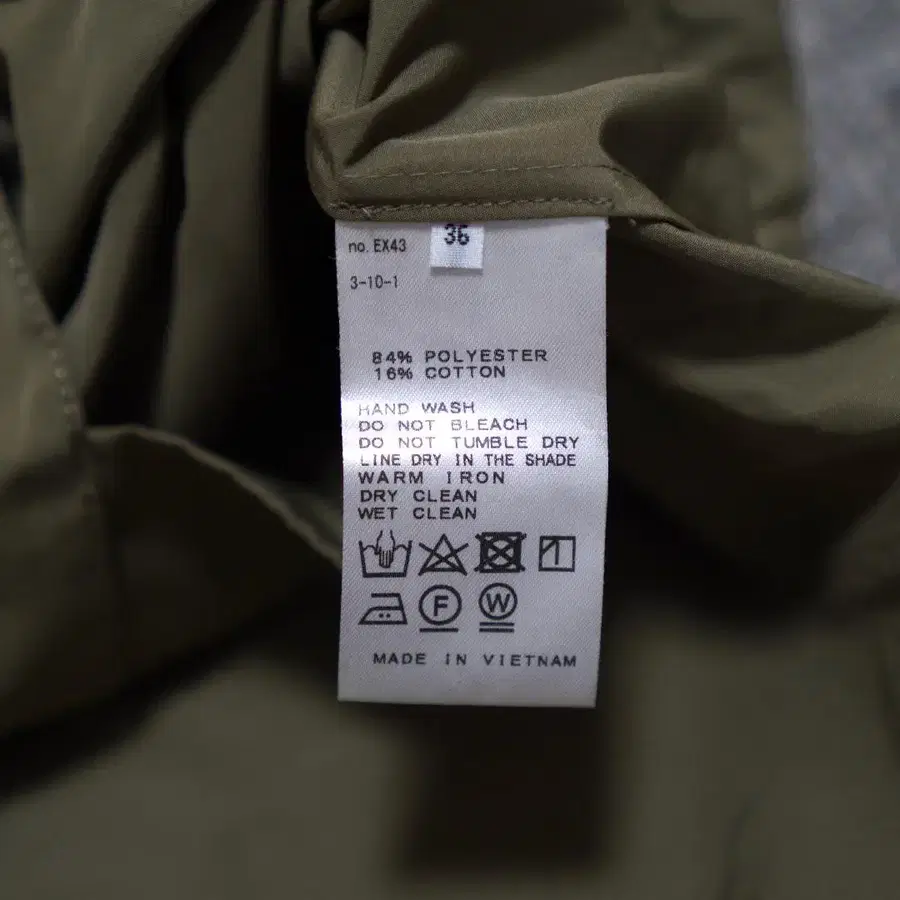 36
no. EX43
3-10-1
84% POLYESTER
16% COTTON
HAND WASH
DO NOT BLEACH
DO NOT TUMBLE DRY
LINE DRY IN THE SHADE
WARM IRON
DRY CLEAN
WET CLEAN
F W
MADE IN VIETNAM